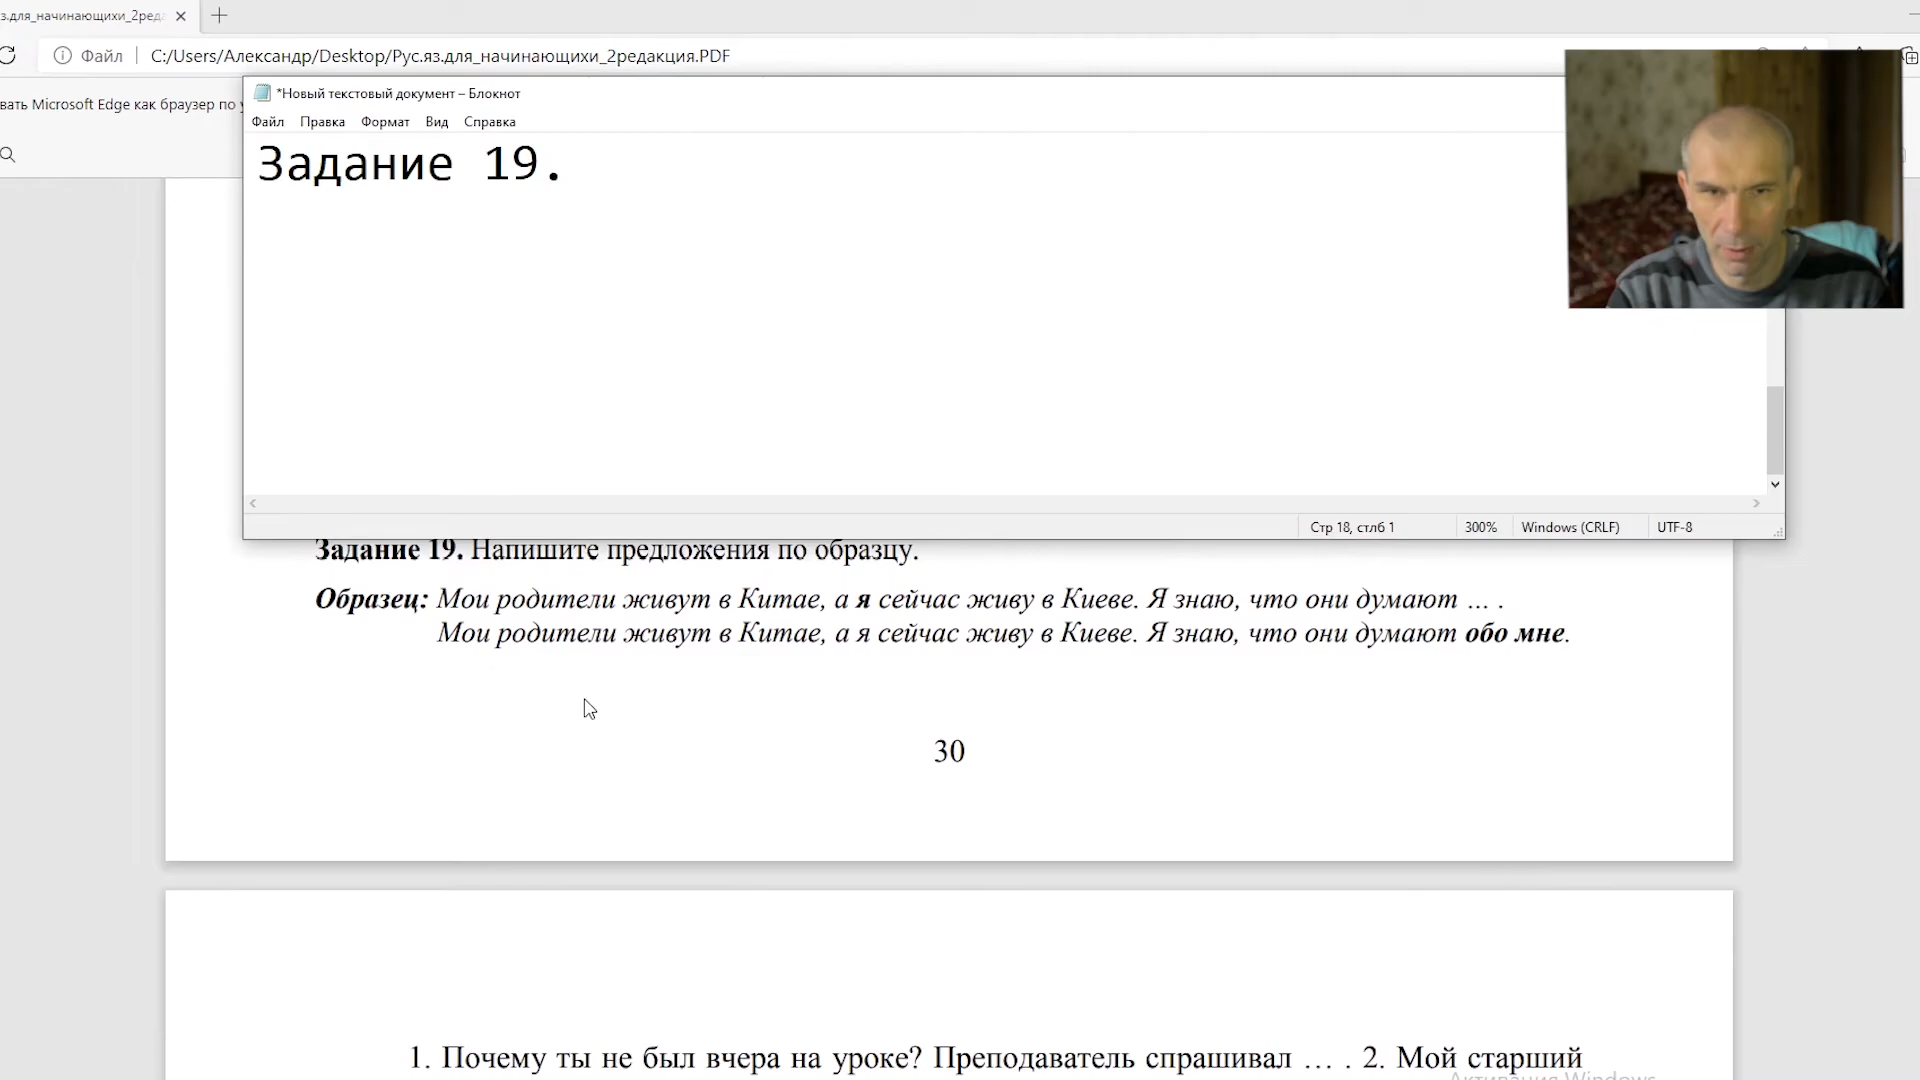 з.для_начинающихи_2ред
Файл C:/Users/Александр/Desktop/Рус.яз.для_начинающихи_2редакция.PDF
вать Microsoft Edge как браузер по у
*Новый текстовый документ – Блокнот
Файл Правка Формат Вид Справка
Задание 19.
Стр 18, стлб 1 300% Windows (CRLF) UTF-8
Задание 19. Напишите предложения по образцу.
Образец: Мои родители живут в Китае, а я сейчас живу в Киеве. Я знаю, что они думают ... .
Мои родители живут в Китае, а я сейчас живу в Киеве. Я знаю, что они думают обо мне.
30
1. Почему ты не был вчера на уроке? Преподаватель спрашивал ... . 2. Мой старший
Активация Windows